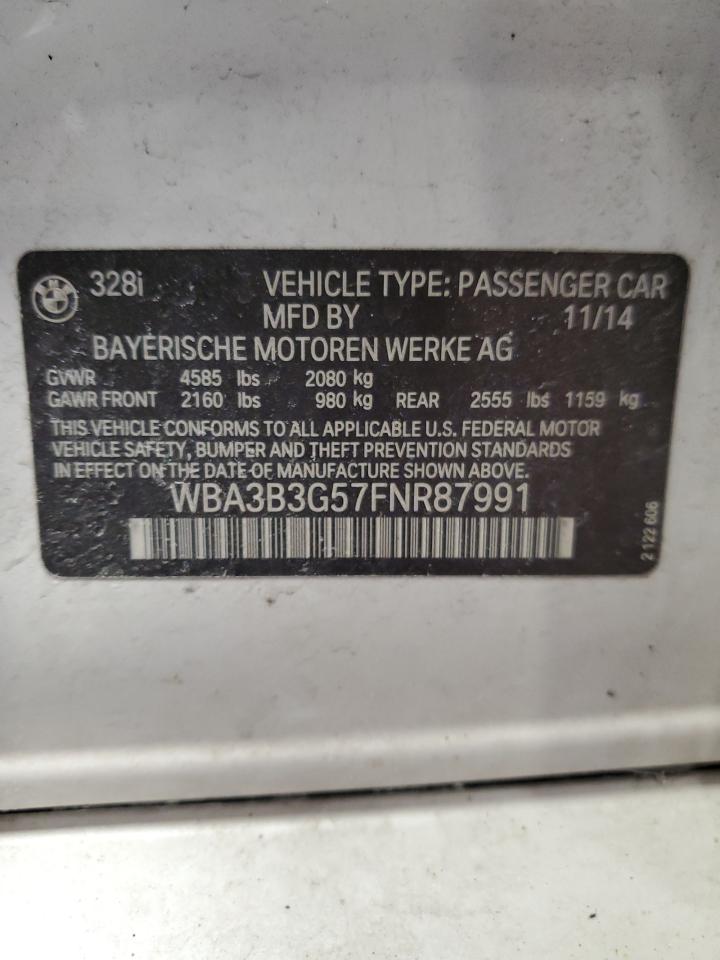 328i VEHICLE TYPE: PASSENGER CAR
MFD BY 11/14
BAYERISCHE MOTOREN WERKE AG
GVWR 4585 lbs 2080 kg
GAWR FRONT 2160 lbs 980 kg REAR 2555 lbs 1159 kg
THIS VEHICLE CONFORMS TO ALL APPLICABLE U.S. FEDERAL MOTOR
VEHICLE SAFETY, BUMPER AND THEFT PREVENTION STANDARDS
IN EFFECT ON THE DATE OF MANUFACTURE SHOWN ABOVE.
WBA3B3G57FNR87991
2 122 606